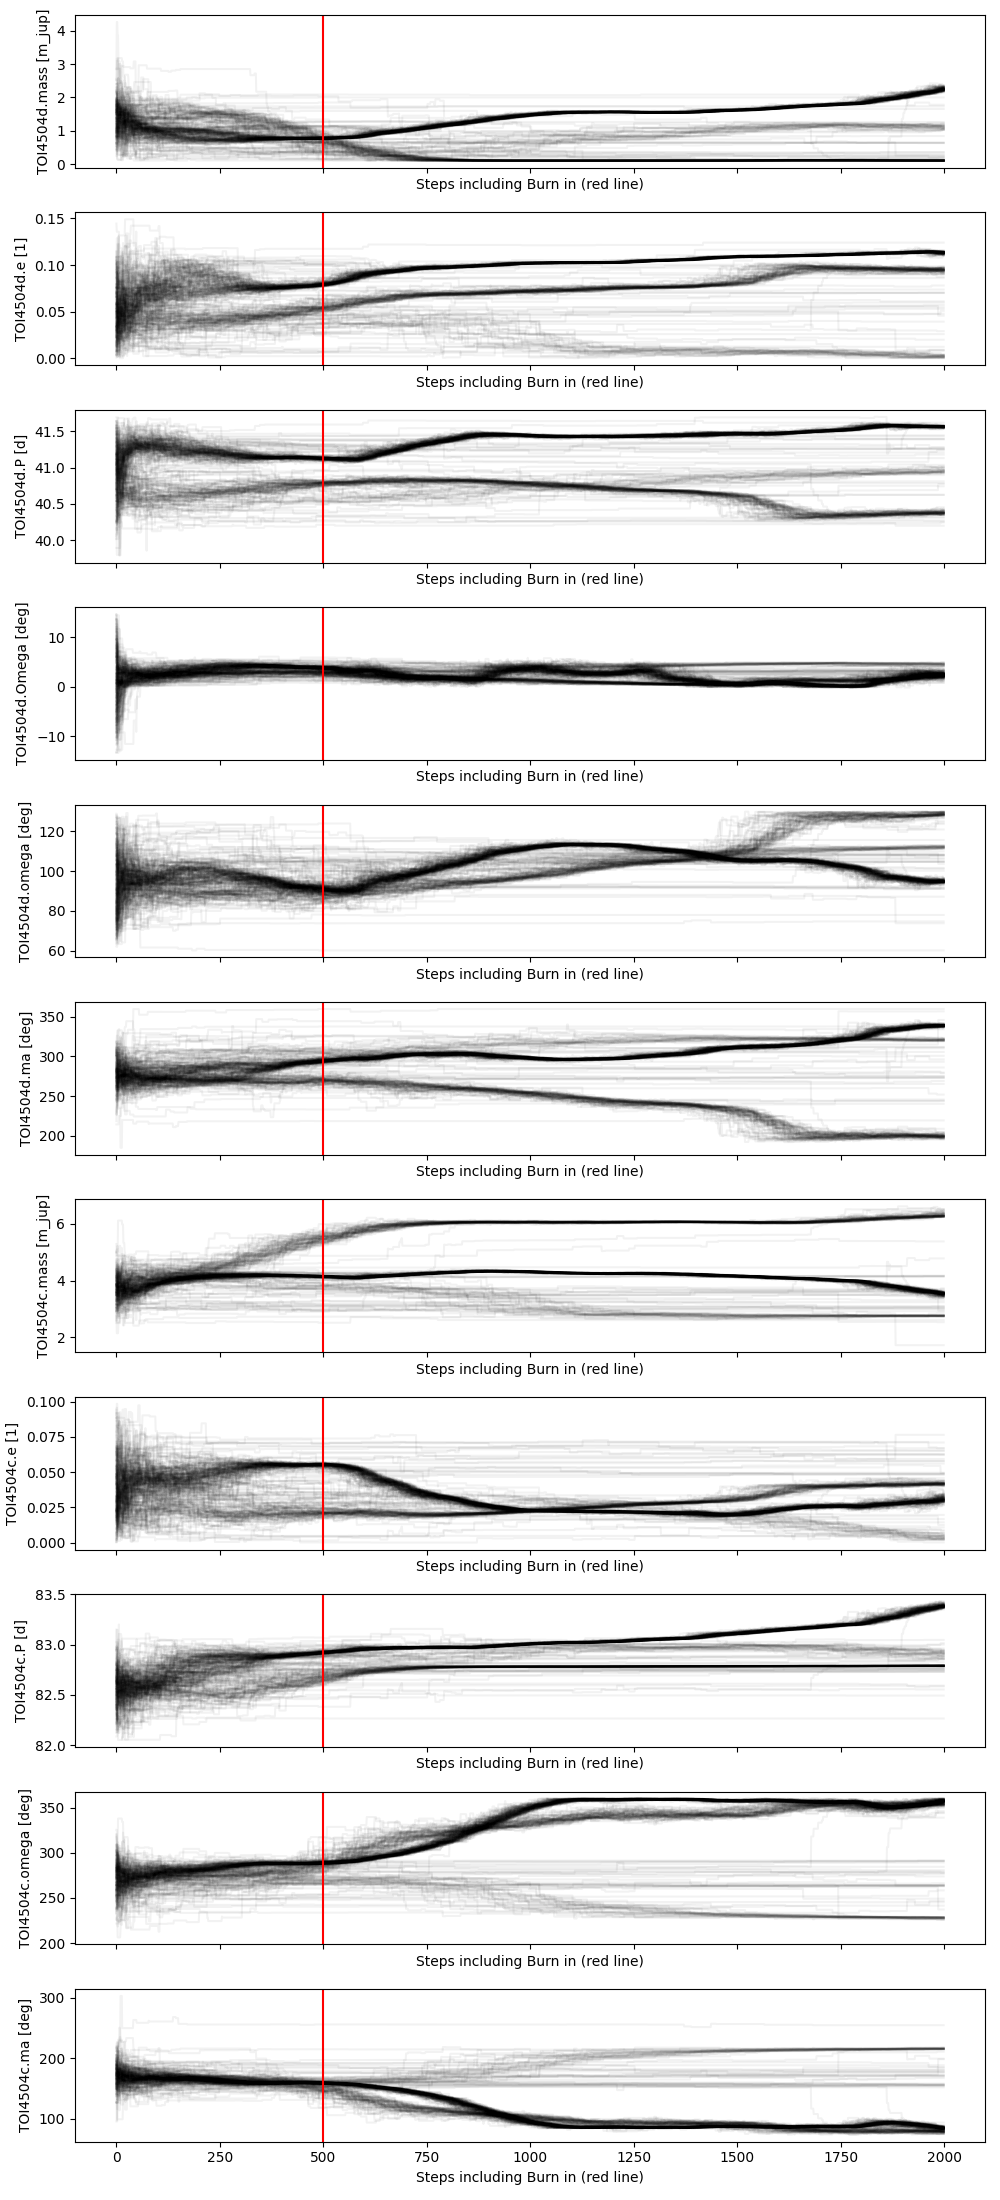 TOI4504d.mass [m_jup]
4
3
2
1
0
Steps including Burn in (red line)
TOI4504d.e [1]
0.15
0.10
0.05
0.00
Steps including Burn in (red line)
TOI4504d.P [d]
41.5
41.0
40.5
40.0
Steps including Burn in (red line)
TOI4504d.Omega [deg]
10
0
−10
Steps including Burn in (red line)
TOI4504d.omega [deg]
120
100
80
60
Steps including Burn in (red line)
TOI4504d.ma [deg]
350
300
250
200
Steps including Burn in (red line)
TOI4504c.mass [m_jup]
6
4
2
Steps including Burn in (red line)
TOI4504c.e [1]
0.100
0.075
0.050
0.025
0.000
Steps including Burn in (red line)
TOI4504c.P [d]
83.5
83.0
82.5
82.0
Steps including Burn in (red line)
TOI4504c.omega [deg]
350
300
250
200
Steps including Burn in (red line)
TOI4504c.ma [deg]
300
200
100
0 250 500 750 1000 1250 1500 1750 2000
Steps including Burn in (red line)